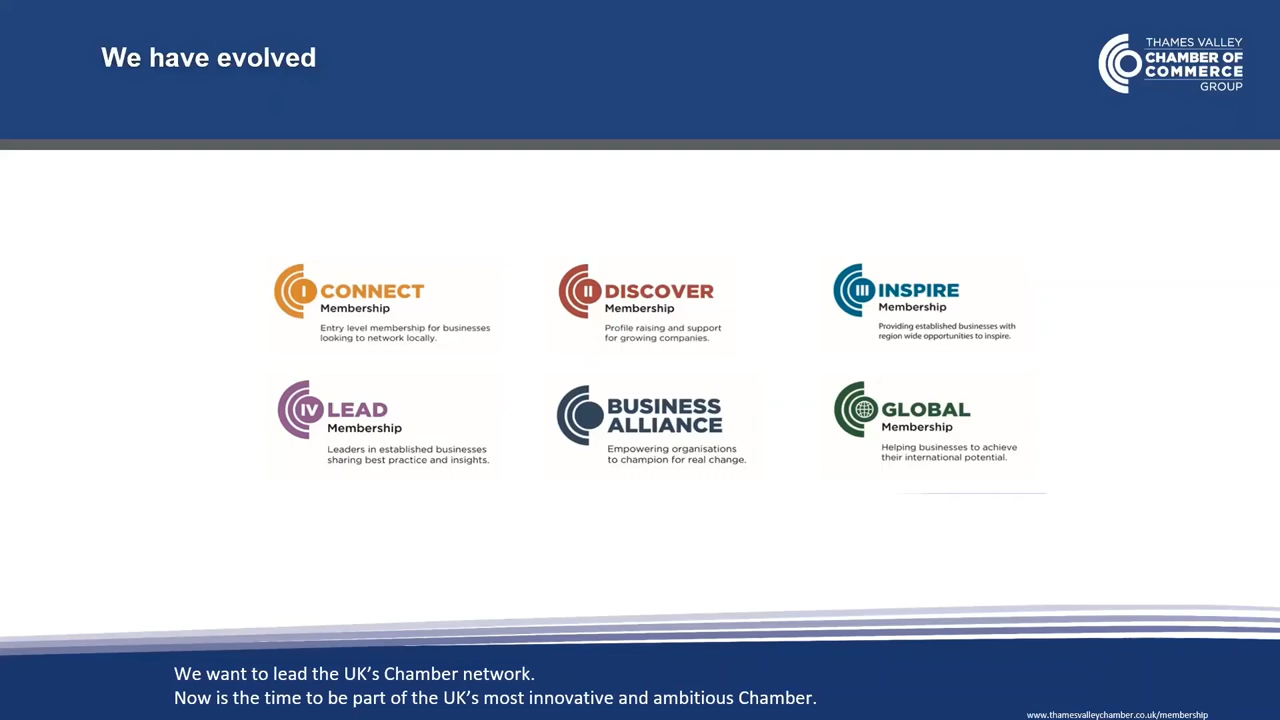 We have evolved
THAMES VALLEY
CHAMBER OF
COMMERCE
GROUP
I CONNECT
Membership
Entry level membership for businesses
looking to network locally.
II DISCOVER
Membership
Profile raising and support
for growing companies.
III INSPIRE
Membership
Providing established businesses with
region wide opportunities to inspire.
IV LEAD
Membership
Leaders in established businesses
sharing best practice and insights.
BUSINESS
ALLIANCE
Empowering organisations
to champion for real change.
GLOBAL
Membership
Helping businesses to achieve
their international potential.
We want to lead the UK’s Chamber network.
Now is the time to be part of the UK’s most innovative and ambitious Chamber.
www.thamesvalleychamber.co.uk/membership